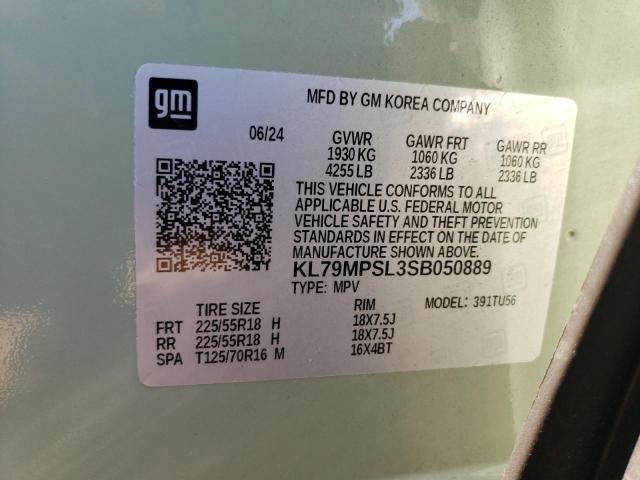 gm
MFD BY GM KOREA COMPANY
06/24 GVWR GAWR FRT GAWR RR
1930 KG 1060 KG 1060 KG
4255 LB 2336 LB 2336 LB
THIS VEHICLE CONFORMS TO ALL
APPLICABLE U.S. FEDERAL MOTOR
VEHICLE SAFETY AND THEFT PREVENTION
STANDARDS IN EFFECT ON THE DATE OF
MANUFACTURE SHOWN ABOVE.
KL79MPSL3SB050889
TYPE: MPV MODEL: 391TU56
TIRE SIZE RIM
FRT 225/55R18 H 18X7.5J
RR 225/55R18 H 18X7.5J
SPA T125/70R16 M 16X4BT